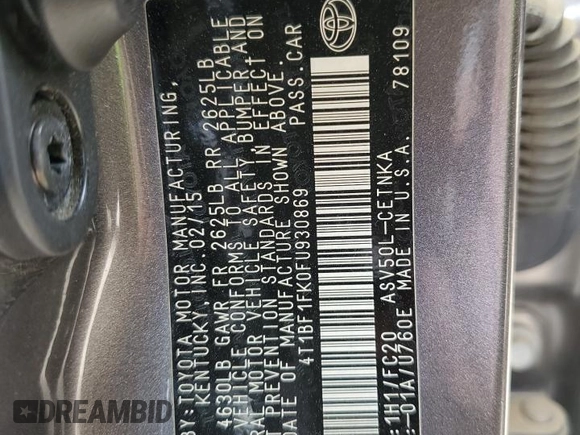 BY: TOYOTA MOTOR MANUFACTURING,
KENTUCKY INC. 02/15
4630LB GAWR FR 2625LB RR 2625LB
VEHICLE CONFORMS TO ALL APPLICABLE
RAL MOTOR VEHICLE SAFETY BUMPER AND
T PREVENTION STANDARDS IN EFFECT ON
DATE OF MANUFACTURE SHOWN ABOVE.
4T1BF1FK0FU930869 PASS. CAR
1H1/FC20 ASV50L-CETNKA
01A/U760E MADE IN U.S.A. 78109
DREAMBID